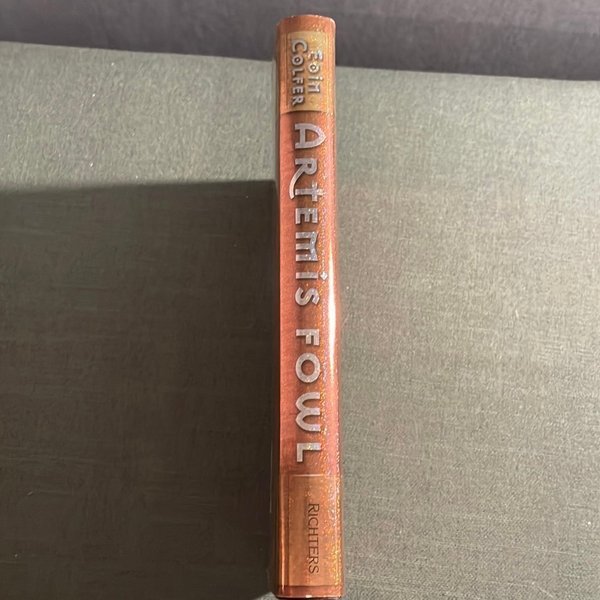 Eoin
Colfer
Artemis Fowl
Richters